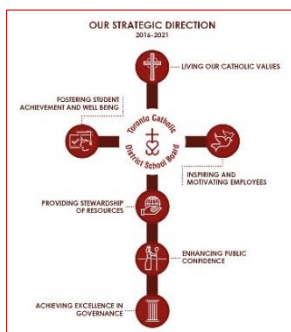 OUR STRATEGIC DIRECTION
2016-2021
LIVING OUR CATHOLIC VALUES
FOSTERING STUDENT
ACHIEVEMENT AND WELL BEING
Toronto Catholic
District School Board
INSPIRING AND
MOTIVATING EMPLOYEES
PROVIDING STEWARDSHIP
OF RESOURCES
ENHANCING PUBLIC
CONFIDENCE
ACHIEVING EXCELLENCE IN
GOVERNANCE